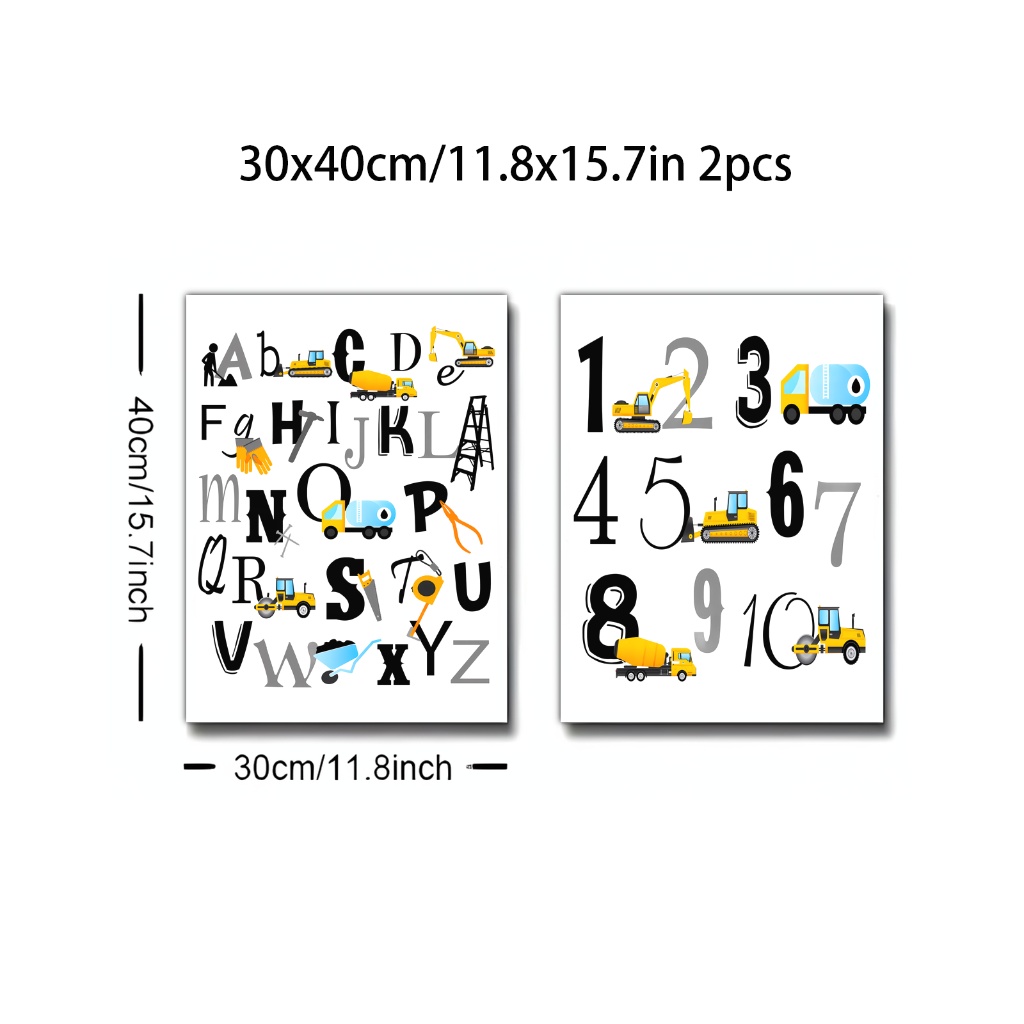 30x40cm/11.8x15.7in 2pcs
40cm/15.7inch
A b C D e
F g H I J K L
m N O P
Q R S T U
V W X Y Z
1 2 3
4 5 6 7
8 9 10
30cm/11.8inch